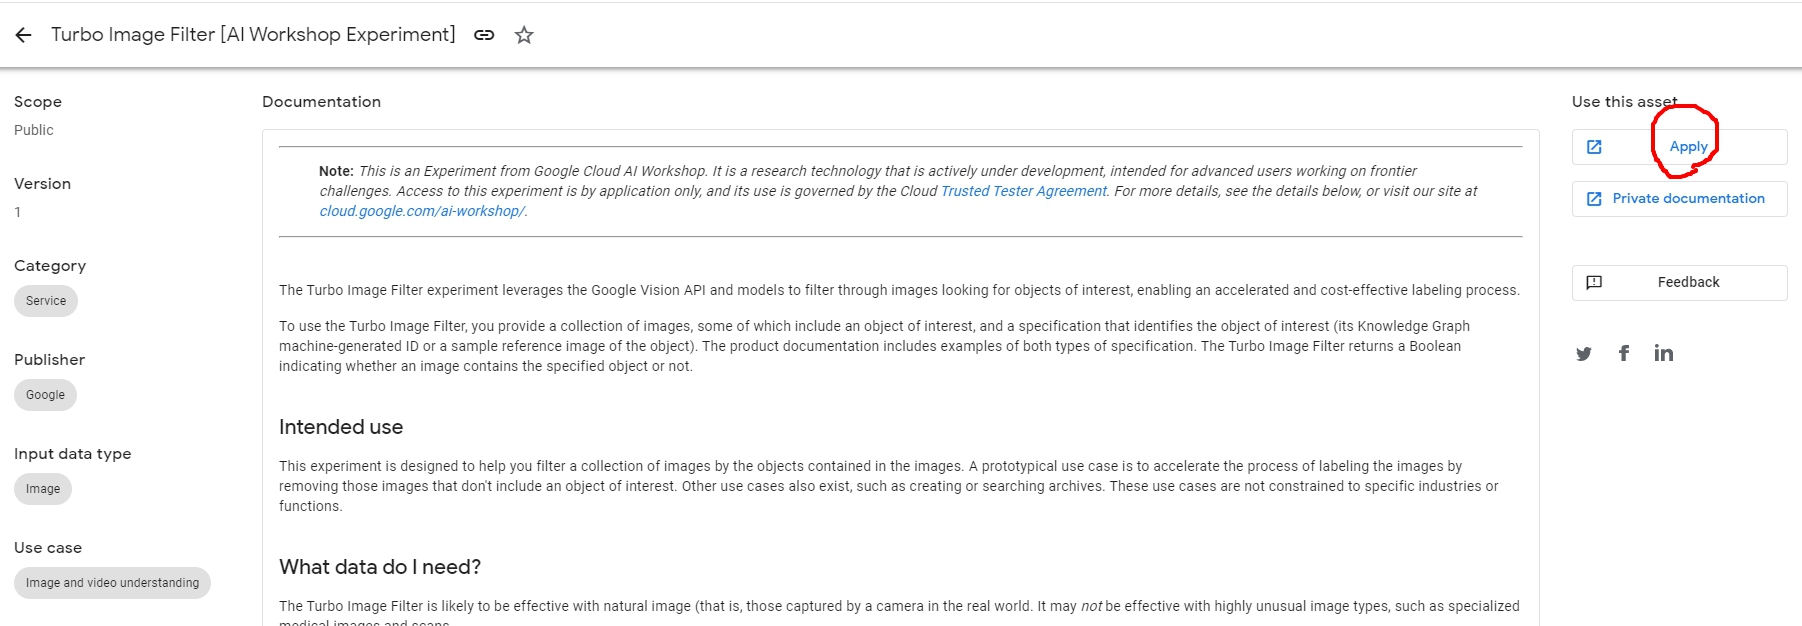 Turbo Image Filter [AI Workshop Experiment]
Scope
Public
Version
1
Category
Service
Publisher
Google
Input data type
Image
Use case
Image and video understanding
Documentation
Note: This is an Experiment from Google Cloud AI Workshop. It is a research technology that is actively under development, intended for advanced users working on frontier
challenges. Access to this experiment is by application only, and its use is governed by the Cloud Trusted Tester Agreement. For more details, see the details below, or visit our site at
cloud.google.com/ai-workshop/.
The Turbo Image Filter experiment leverages the Google Vision API and models to filter through images looking for objects of interest, enabling an accelerated and cost-effective labeling process.
To use the Turbo Image Filter, you provide a collection of images, some of which include an object of interest, and a specification that identifies the object of interest (its Knowledge Graph
machine-generated ID or a sample reference image of the object). The product documentation includes examples of both types of specification. The Turbo Image Filter returns a Boolean
indicating whether an image contains the specified object or not.
Intended use
This experiment is designed to help you filter a collection of images by the objects contained in the images. A prototypical use case is to accelerate the process of labeling the images by
removing those images that don't include an object of interest. Other use cases also exist, such as creating or searching archives. These use cases are not constrained to specific industries or
functions.
What data do I need?
The Turbo Image Filter is likely to be effective with natural image (that is, those captured by a camera in the real world. It may not be effective with highly unusual image types, such as specialized
medical images and scans.
Use this asset
Apply
Private documentation
Feedback